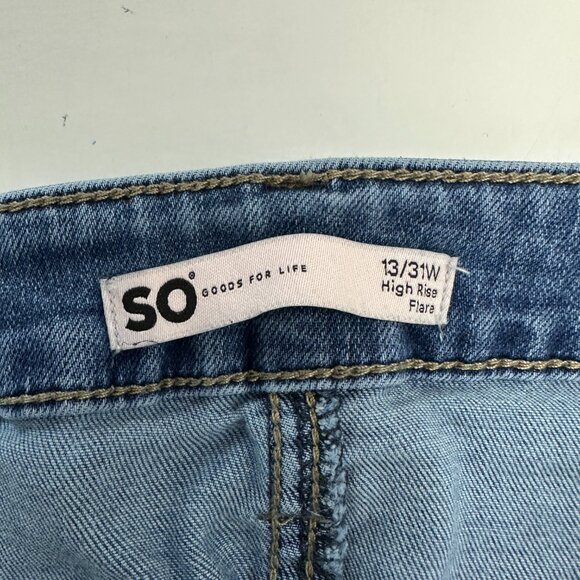 SO® GOODS FOR LIFE
13/31W
High Rise
Flare